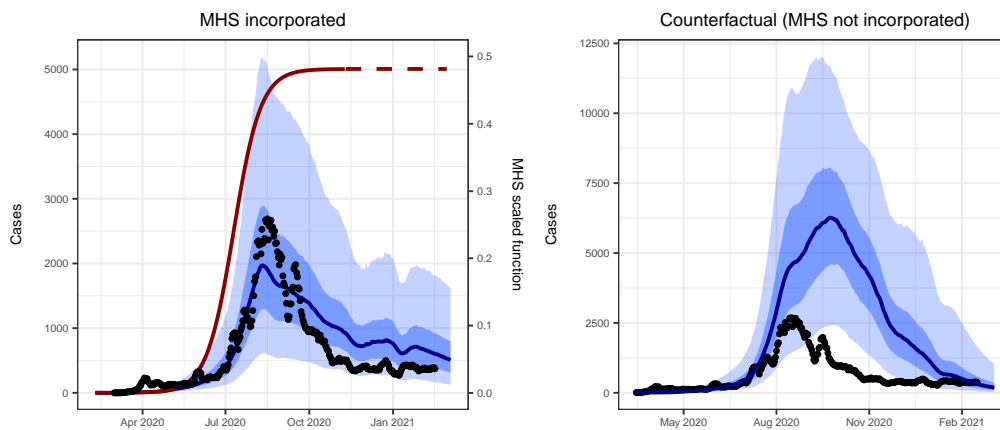 MHS incorporated
Cases
5000
4000
3000
2000
1000
0
0.5
0.4
0.3
0.2
0.1
0.0
MHS scaled function
Apr 2020 Jul 2020 Oct 2020 Jan 2021
Counterfactual (MHS not incorporated)
Cases
12500
10000
7500
5000
2500
0
May 2020 Aug 2020 Nov 2020 Feb 2021